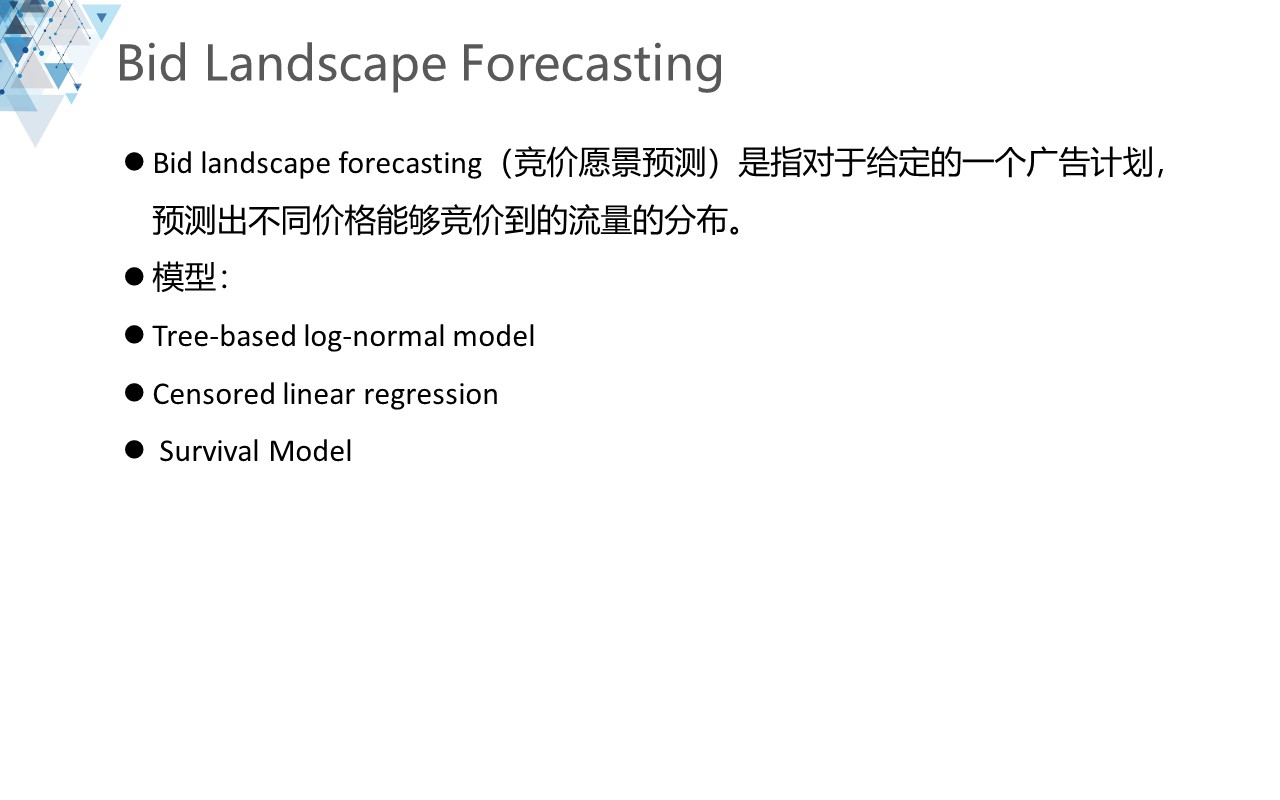 Bid Landscape Forecasting
● Bid landscape forecasting（竞价愿景预测）是指对于给定的一个广告计划，
预测出不同价格能够竞价到的流量的分布。
● 模型：
● Tree-based log-normal model
● Censored linear regression
● Survival Model